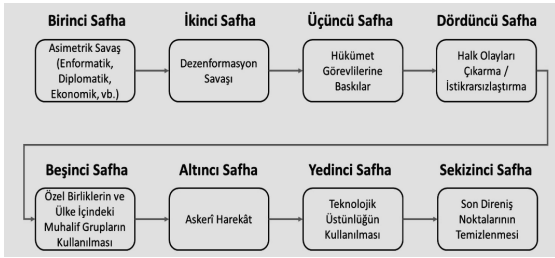 Birinci Safha
İkinci Safha
Üçüncü Safha
Dördüncü Safha
Asimetrik Savaş
(Enformatik,
Diplomatik,
Ekonomik, vb.)
Dezenformasyon
Savaşı
Hükümet
Görevlilerine
Baskılar
Halk Olayları
Çıkarma /
İstikrarsızlaştırma
Beşinci Safha
Altıncı Safha
Yedinci Safha
Sekizinci Safha
Özel Birliklerin ve
Ülke İçindeki
Muhalif Grupların
Kullanılması
Askerî Harekât
Teknolojik
Üstünlüğün
Kullanılması
Son Direniş
Noktalarının
Temizlenmesi